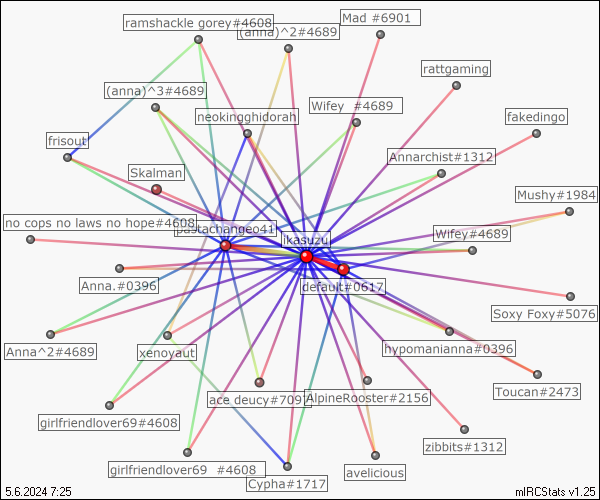 ramshackle gorey#4608
Mad #6901
(anna)^2#4689
rattgaming
(anna)^3#4689
Wifey  #4689
neokingghidorah
fakedingo
frisout
Annarchist#1312
Skalman
Mushy#1984
no cops no laws no hope#4608
pastachange041
Wifey#4689
ikasuzu
Anna.#0396
default#0617
Soxy Foxy#5076
Anna^2#4689
xenoyaut
hypomanianna#0396
Toucan#2473
ace deucy#7097
AlpineRooster#2156
girlfriendlover69#4608
zibbits#1312
girlfriendlover69  #4608
avelicious
Cypha#1717
5.6.2024 7:25
mIRCStats v1.25